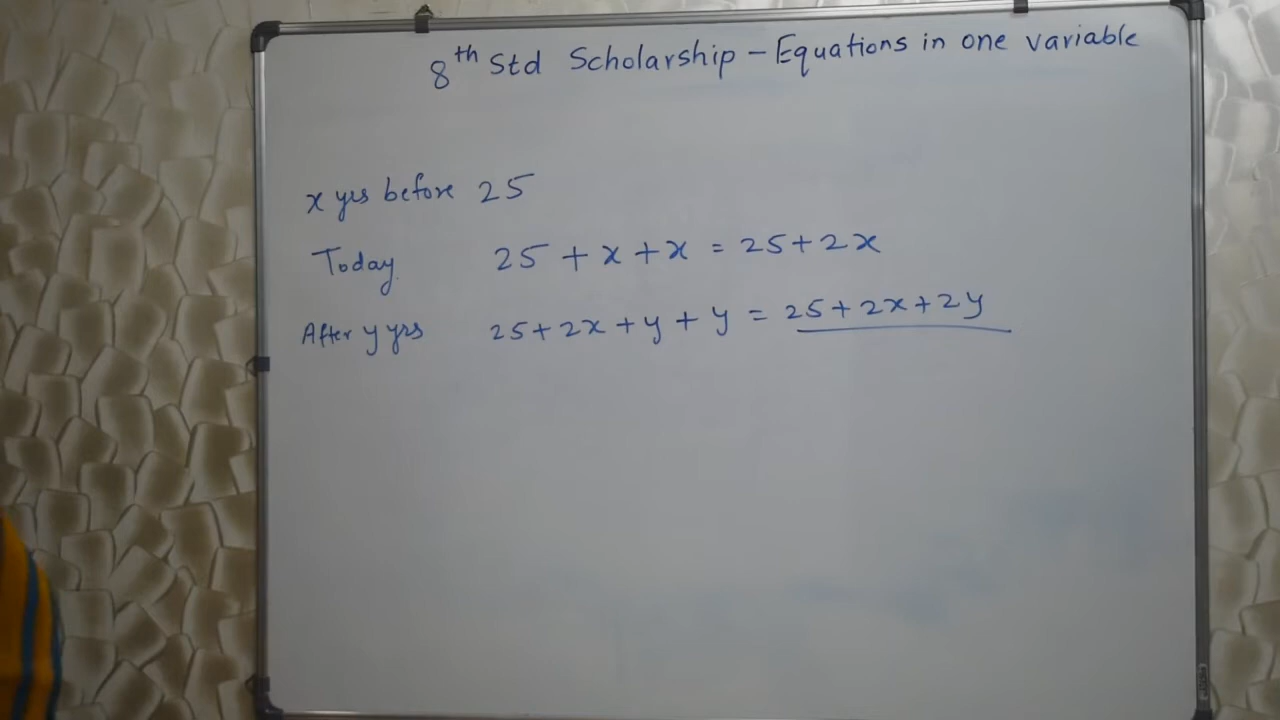 8th Std Scholarship - Equations in one variable
x yrs before 25
Today 25 + x + x = 25 + 2x
After y yrs 25 + 2x + y + y = 25 + 2x + 2y